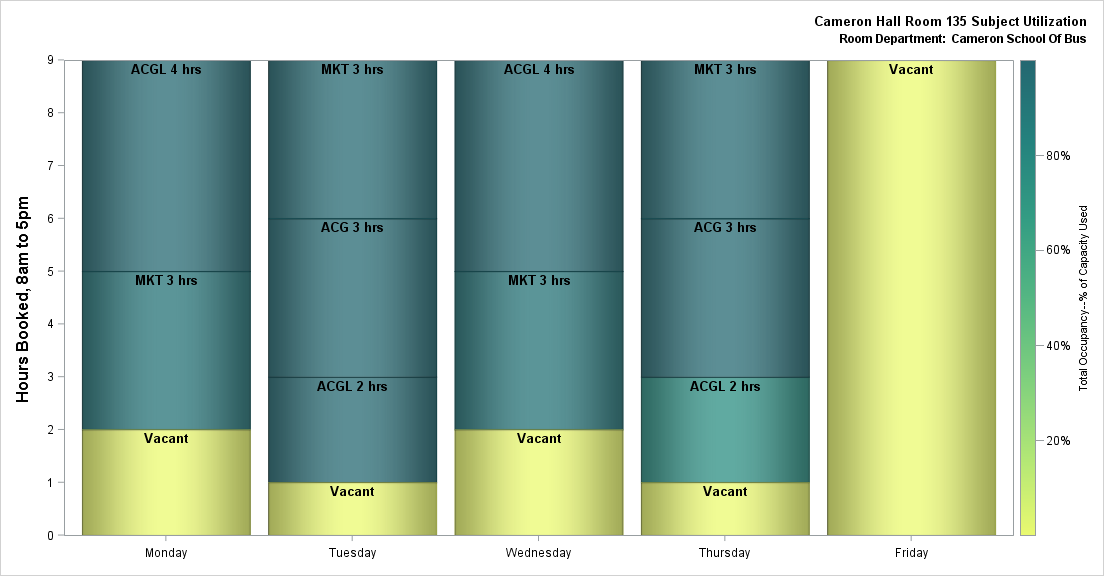 Cameron Hall Room 135 Subject Utilization
Room Department: Cameron School Of Bus
Hours Booked, 8am to 5pm
9
8
7
6
5
4
3
2
1
0
ACGL 4 hrs
MKT 3 hrs
Vacant
MKT 3 hrs
ACG 3 hrs
ACGL 2 hrs
Vacant
ACGL 4 hrs
MKT 3 hrs
Vacant
MKT 3 hrs
ACG 3 hrs
ACGL 2 hrs
Vacant
Vacant
Monday
Tuesday
Wednesday
Thursday
Friday
80%
60%
40%
20%
Total Occupancy--% of Capacity Used